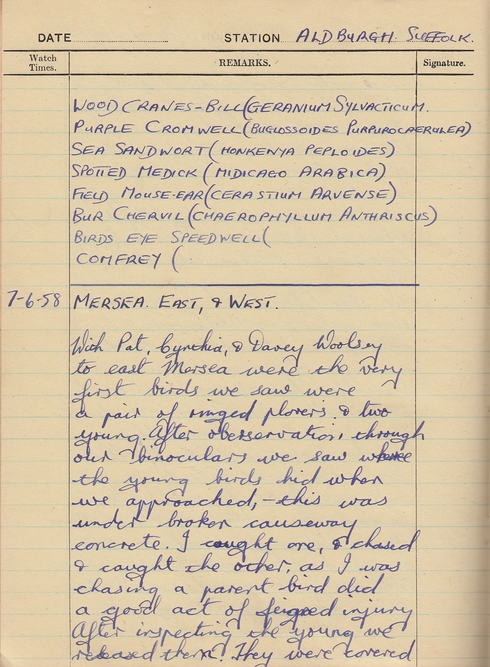 DATE STATION ALDBURGH. SUFFOLK.
Watch Times. REMARKS. Signature.
WOOD CRANES-BILL (GERANIUM SYLVACTICUM.
PURPLE CROMWELL (BUGLOSSOIDES PURPUROCAERULEA)
SEA SANDWORT (HONKENYA PEPLOIDES)
SPOTTED MEDICK (MIDICAGO ARABICA)
FIELD MOUSE-EAR (CERASTIUM ARVENSE)
BUR CHERVIL (CHAEROPHYLLUM ANTHRISCUS)
BIRDS EYE SPEEDWELL (
COMFREY (
7-6-58 MERSEA. EAST, & WEST.
With Pat, Cynthia, & Davey Woolsey
to east Mersea were the very
first birds we saw were
a pair of ringed plovers & two
young. After oberservation, through
our binoculars we saw where
the young birds hid when
we approached, - this was
under broken causeway
concrete. I caught one, & chased
& caught the other, as I was
chasing a parent bird did
a good act of feigned injury
After inspecting the young we
released them. They were covered